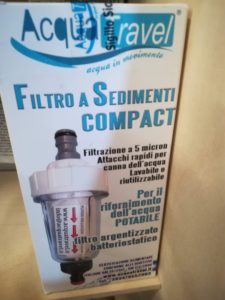 AcquaTravel
acqua in movimento
FILTRO A SEDIMENTI
COMPACT
Filtrazione a 5 micron
Attacchi rapidi per
canna dell'acqua
Lavabile e
riutilizzabile
Per il
rifornimento
dell'acqua
POTABILE
filtro argentizzato
batteriostatico